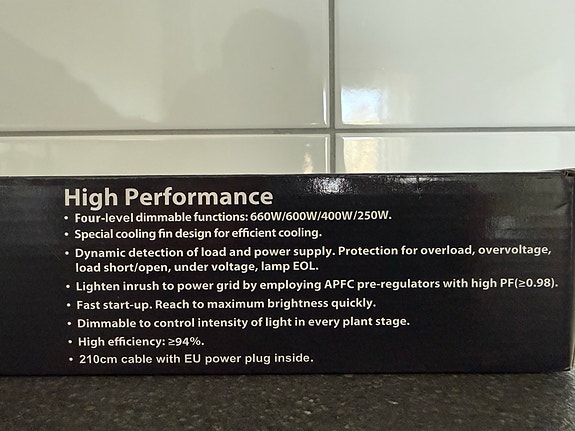 High Performance
• Four-level dimmable functions: 660W/600W/400W/250W.
• Special cooling fin design for efficient cooling.
• Dynamic detection of load and power supply. Protection for overload, overvoltage,
load short/open, under voltage, lamp EOL.
• Lighten inrush to power grid by employing APFC pre-regulators with high PF(≥0.98).
• Fast start-up. Reach to maximum brightness quickly.
• Dimmable to control intensity of light in every plant stage.
• High efficiency: ≥94%.
• 210cm cable with EU power plug inside.